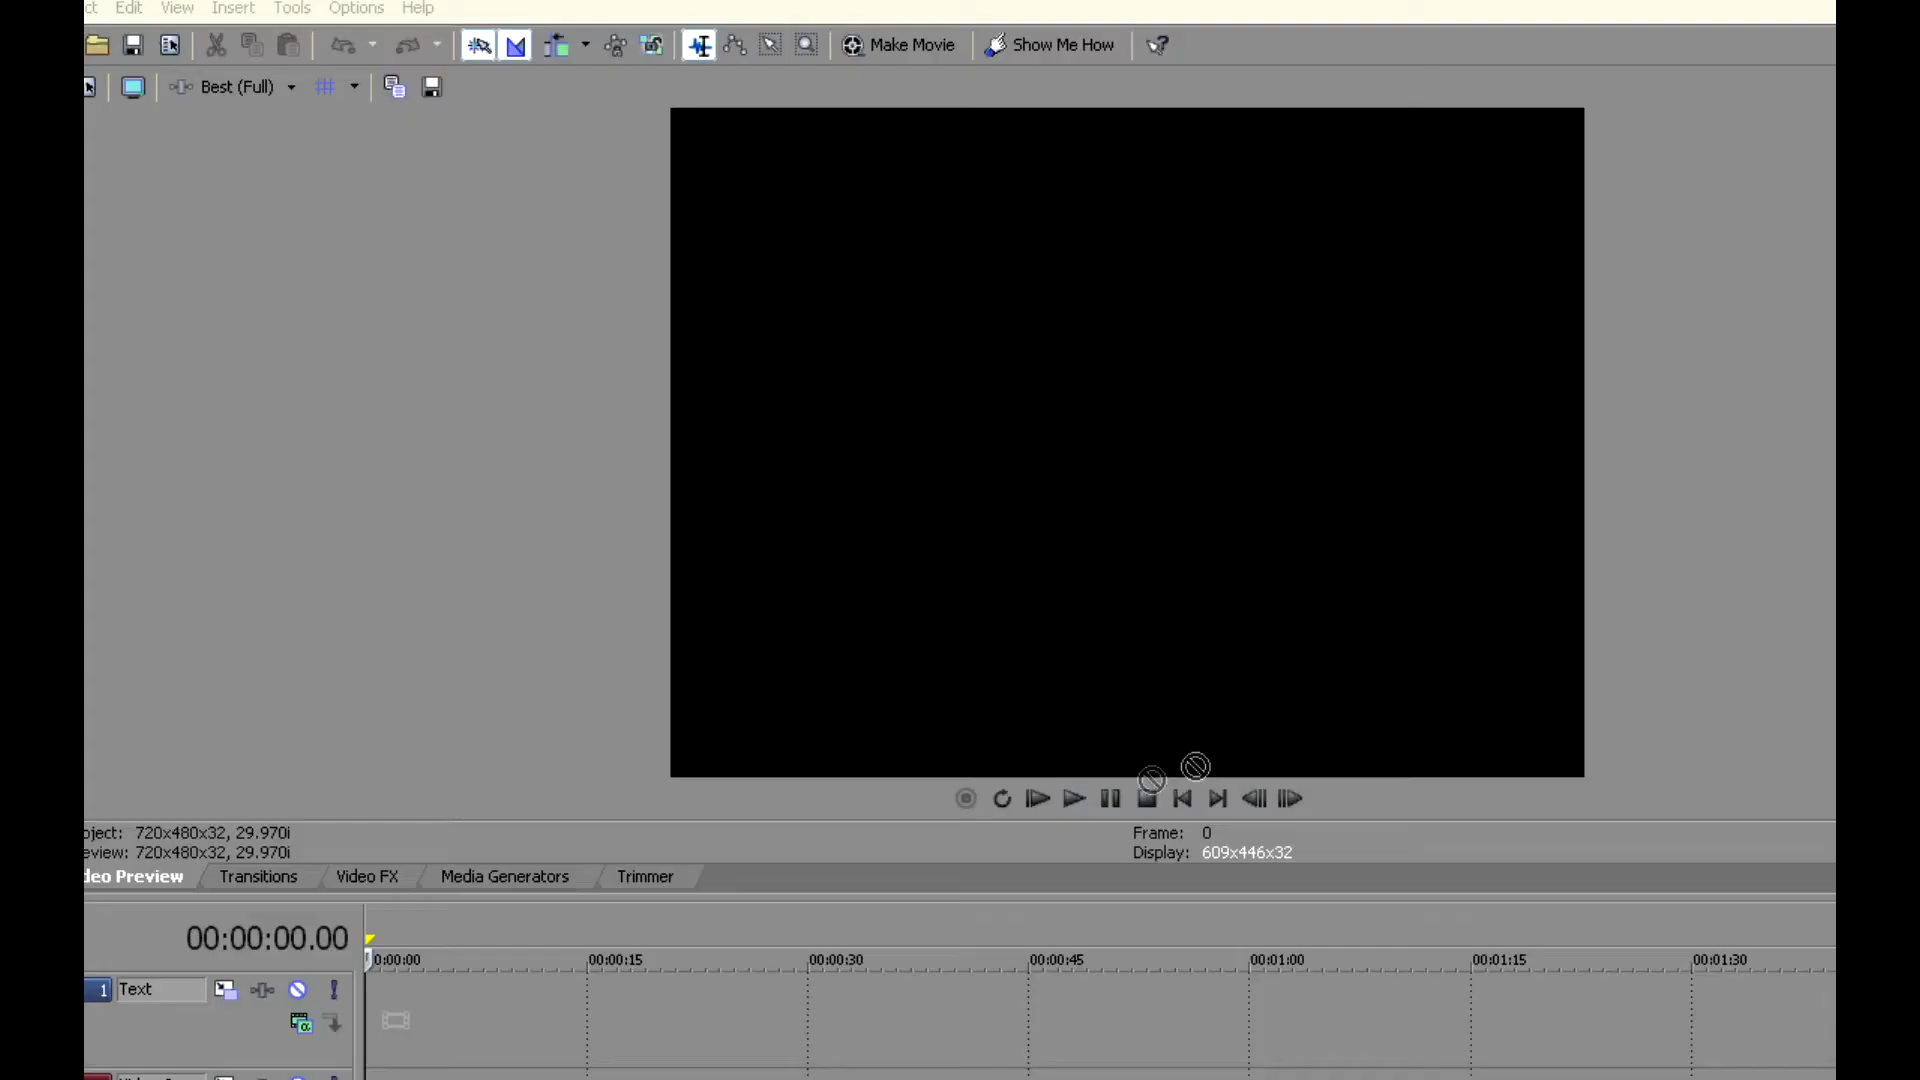 ct Edit View Insert Tools Options Help
Make Movie Show Me How
Best (Full)
oject: 720x480x32, 29.970i
Frame: 0
eview: 720x480x32, 29.970i
Display: 609x446x32
deo Preview Transitions Video FX Media Generators Trimmer
00:00:00.00
0:00:00 00:00:15 00:00:30 00:00:45 00:01:00 00:01:15 00:01:30
1 Text